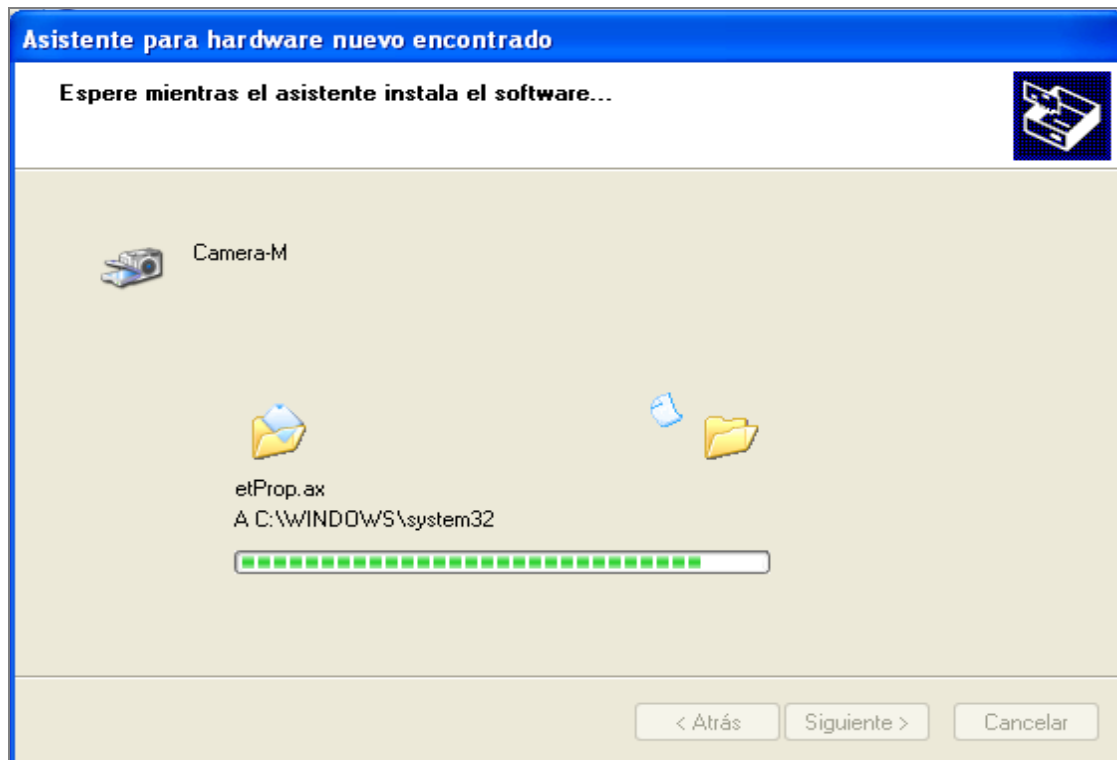 Asistente para hardware nuevo encontrado
Espere mientras el asistente instala el software...
Camera-M
etProp.ax
A C:\WINDOWS\system32
< Atrás
Siguiente >
Cancelar